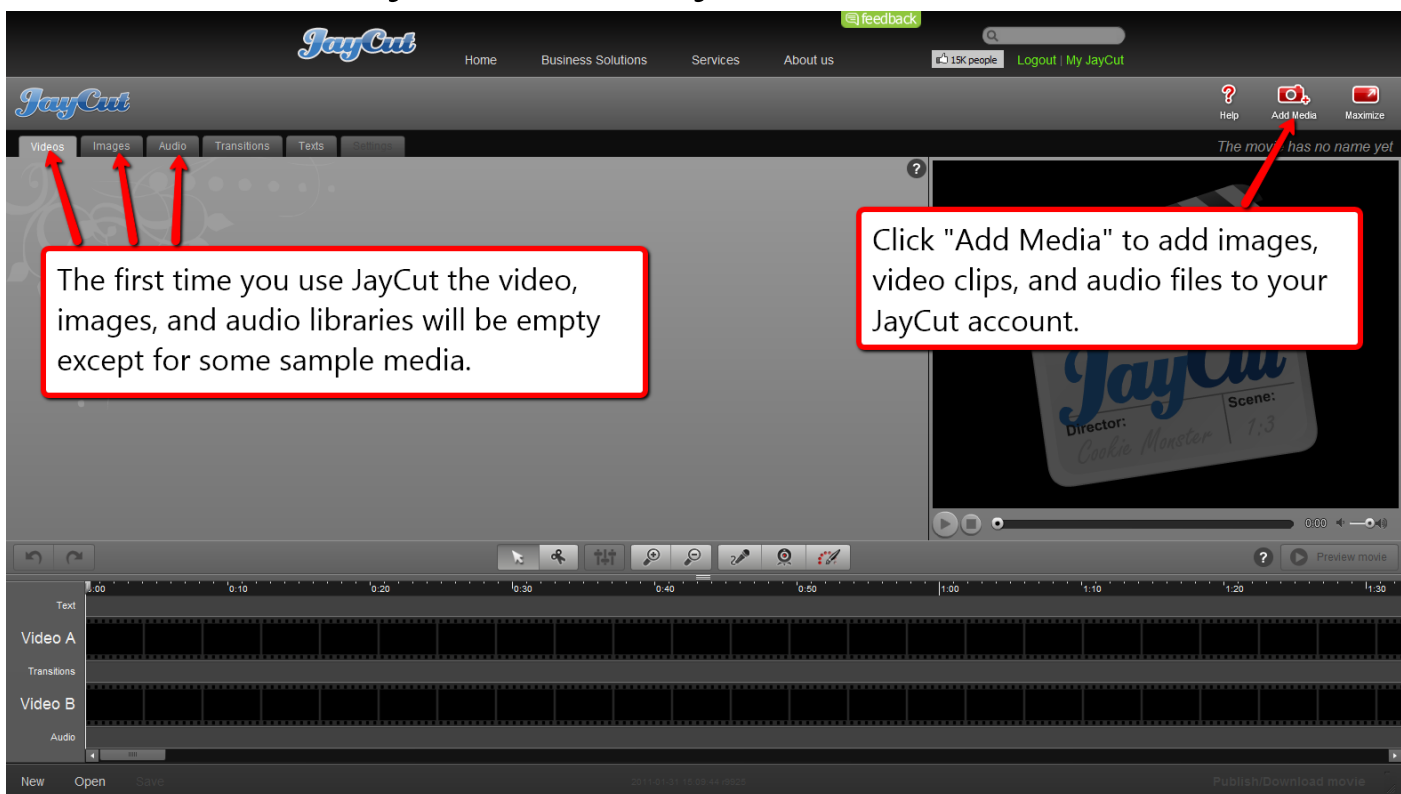 feedback
JayCut
Home Business Solutions Services About us
15K people Logout | My JayCut
JayCut
? Help Add Media Maximize
Videos Images Audio Transitions Texts Settings
The movie has no name yet
?
The first time you use JayCut the video,
images, and audio libraries will be empty
except for some sample media.
Click "Add Media" to add images,
video clips, and audio files to your
JayCut account.
JayCut
Director: Scene:
Cookie Monster 1:3
0:00
? Preview movie
0:10 0:20 0:30 0:40 0:50 1:00 1:10 1:20 1:30
Text
Video A
Transitions
Video B
Audio
New Open Save
Publish/Download movie